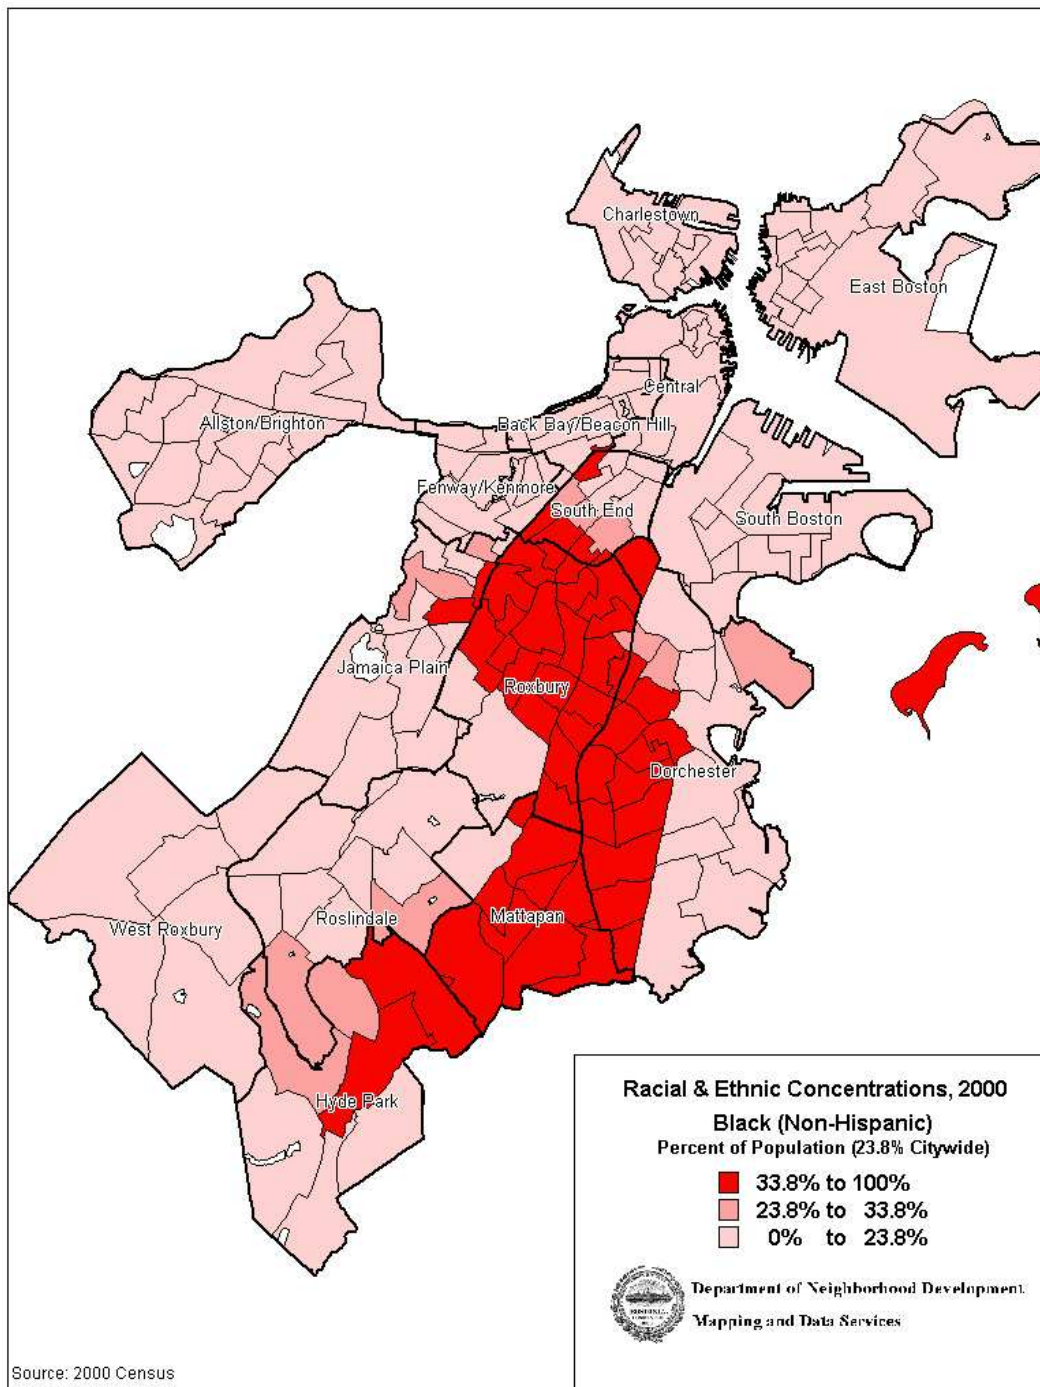 Charlestown
East Boston
Central
Allston/Brighton
Back Bay/Beacon Hill
Fenway/Kenmore
South End
South Boston
Jamaica Plain
Roxbury
Dorchester
Roslindale
Mattapan
West Roxbury
Hyde Park
Racial & Ethnic Concentrations, 2000
Black (Non-Hispanic)
Percent of Population (23.8% Citywide)
33.8% to 100%
23.8% to 33.8%
0% to 23.8%
Department of Neighborhood Development
Mapping and Data Services
Source: 2000 Census